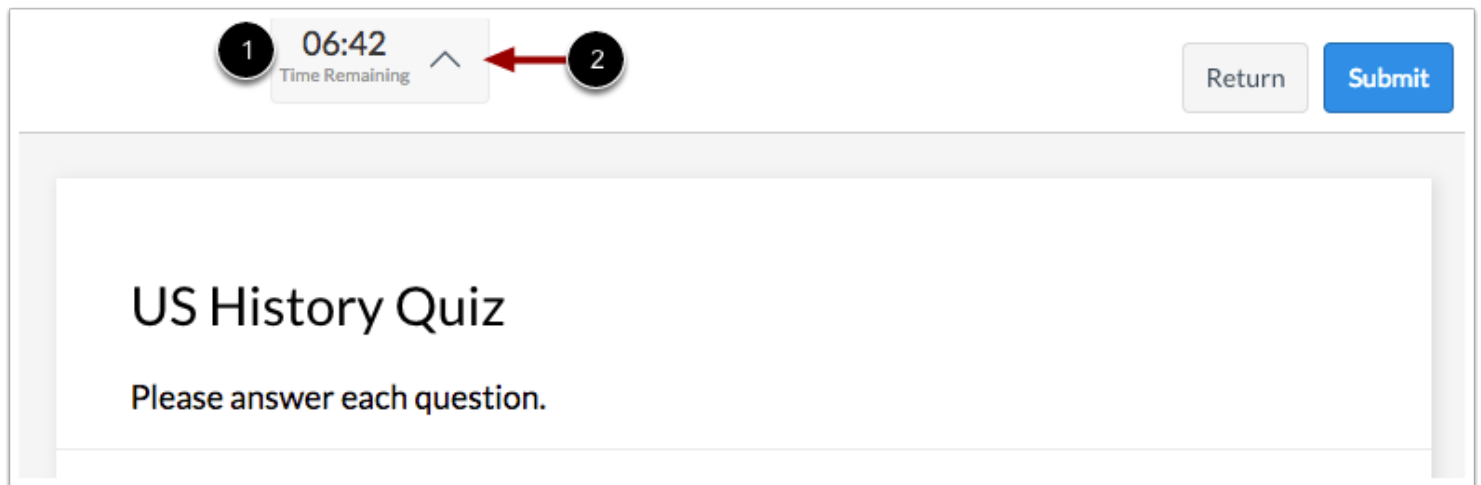 1
06:42
Time Remaining
2
Return
Submit
US History Quiz
Please answer each question.